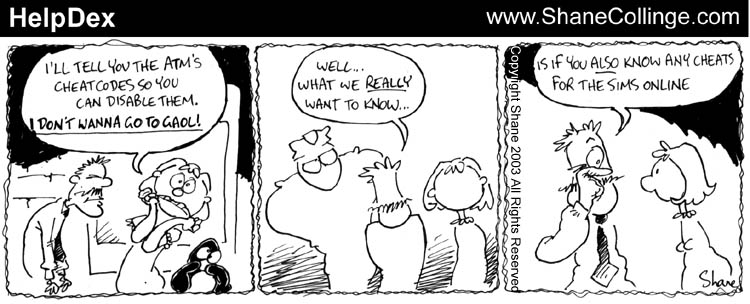 HelpDex
www.ShaneCollinge.com
I'LL TELL YOU THE ATM'S
CHEATCODES SO YOU
CAN DISABLE THEM.
I DON'T WANNA GO TO GAOL!
WELL...
WHAT WE REALLY
WANT TO KNOW...
Copyright Shane 2003 All Rights Reserved
IS IF YOU ALSO KNOW ANY CHEATS
FOR THE SIMS ONLINE
Shane